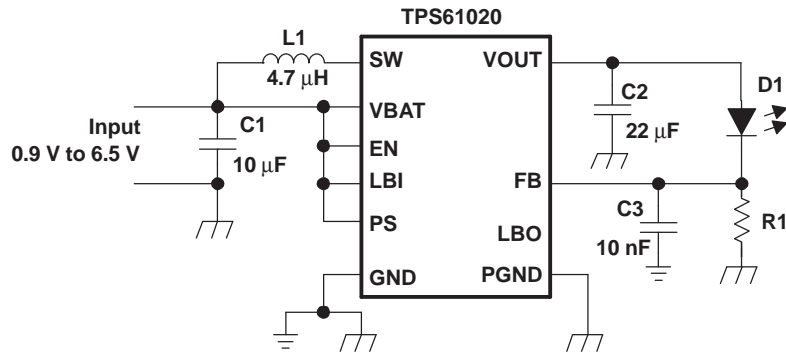 TPS61020
L1
4.7 μH
SW
VOUT
D1
C2
22 μF
VBAT
Input
0.9 V to 6.5 V
C1
10 μF
EN
LBI
FB
PS
C3
10 nF
R1
LBO
GND
PGND